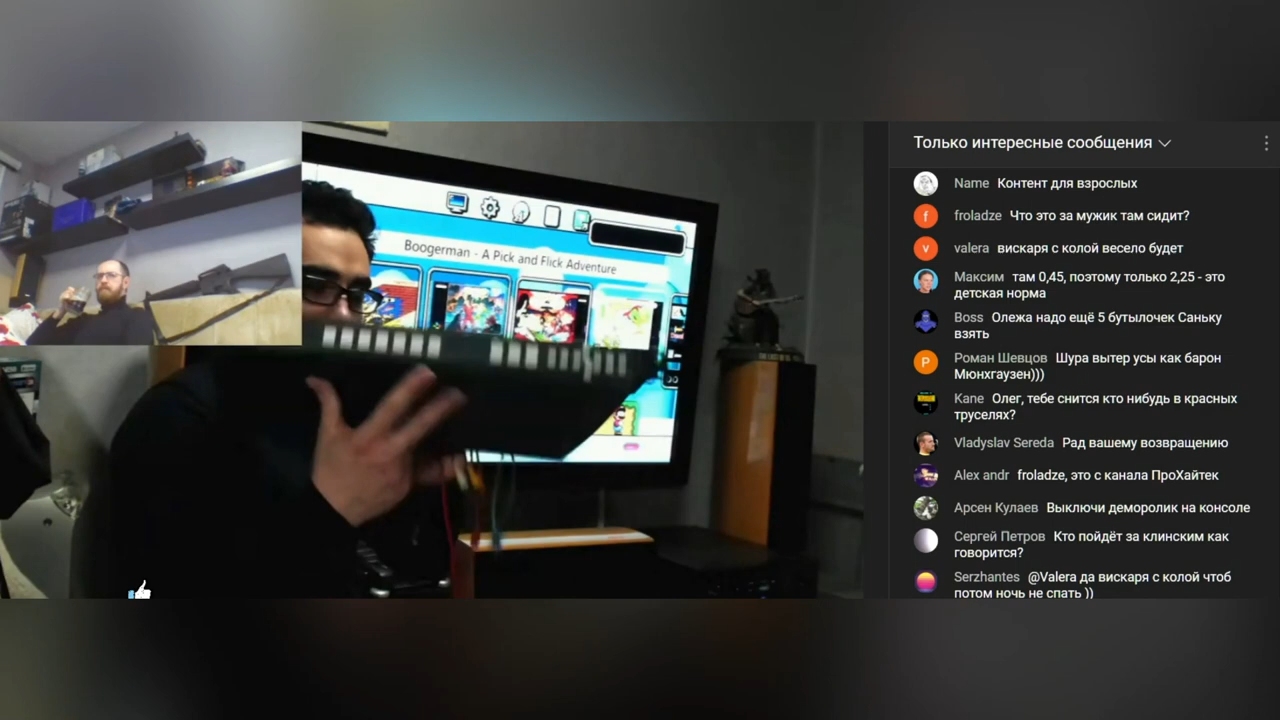 Boogerman - A Pick and Flick Adventure
Только интересные сообщения
Name Контент для взрослых
froladze Что это за мужик там сидит?
valera вискаря с колой весело будет
Максим там 0,45, поэтому только 2,25 - это
детская норма
Boss Олежа надо ещё 5 бутылочек Саньку
взять
Роман Шевцов Шура вытер усы как барон
Мюнхгаузен)))
Kane Олег, тебе снится кто нибудь в красных
труселях?
Vladyslav Sereda Рад вашему возвращению
Alex andr froladze, это с канала ПроХайтек
Арсен Кулаев Выключи деморолик на консоле
Сергей Петров Кто пойдёт за клинским как
говорится?
Serzhantes @Valera да вискаря с колой чтоб
потом ночь не спать ))